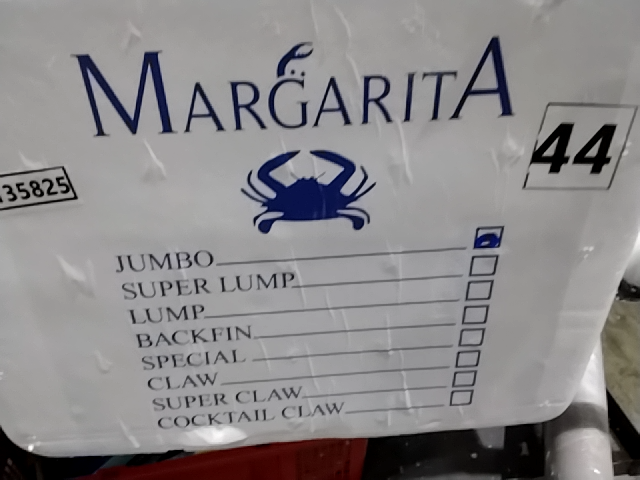 MARGARITA
44
35825
JUMBO
SUPER LUMP
LUMP
BACKFIN
SPECIAL
CLAW
SUPER CLAW
COCKTAIL CLAW